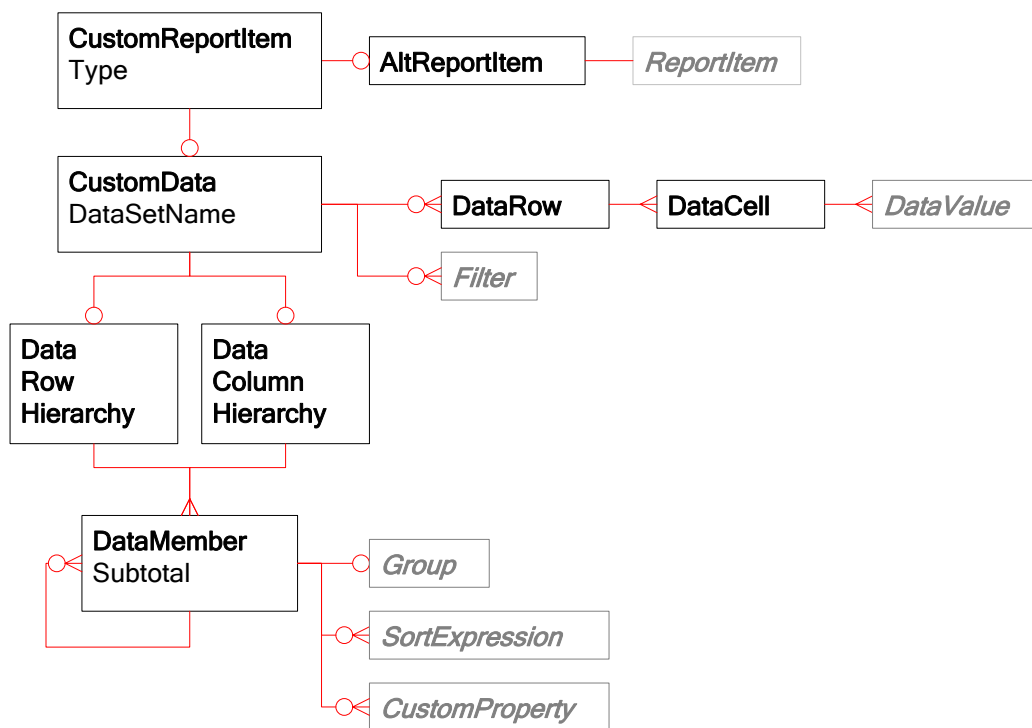 CustomReportItem
Type
AltReportItem
ReportItem
CustomData
DataSetName
DataRow
DataCell
DataValue
Filter
Data
Row
Hierarchy
Data
Column
Hierarchy
DataMember
Subtotal
Group
SortExpression
CustomProperty